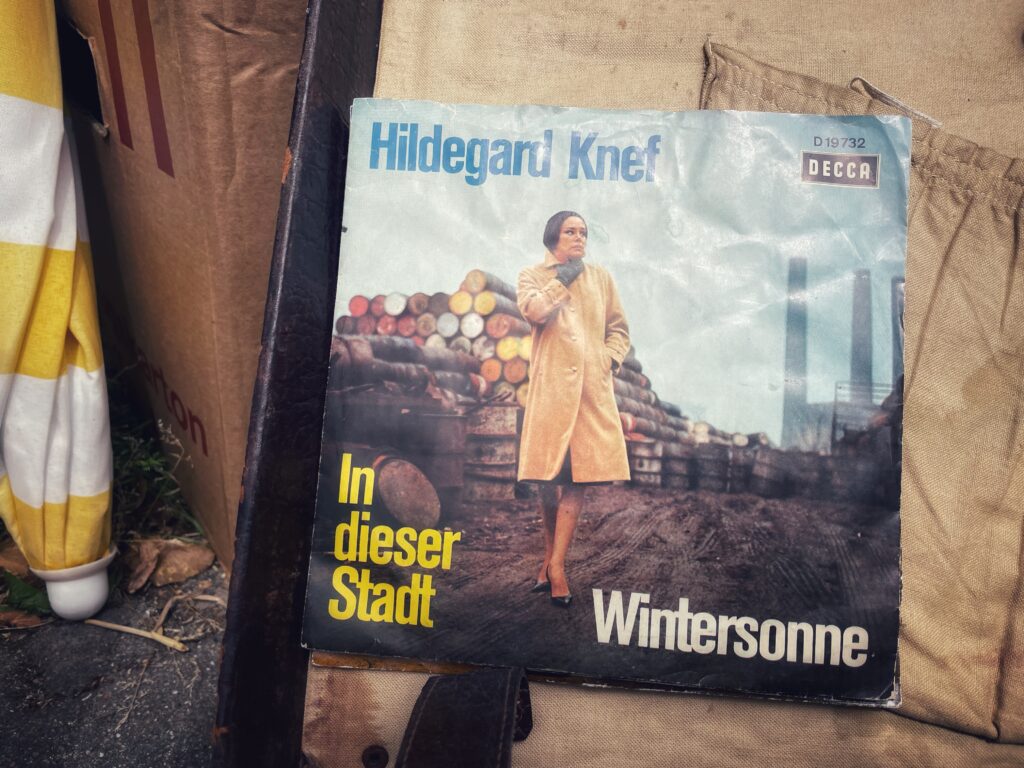 Hildegard Knef
D 19732
DECCA
In
dieser
Stadt
Wintersonne